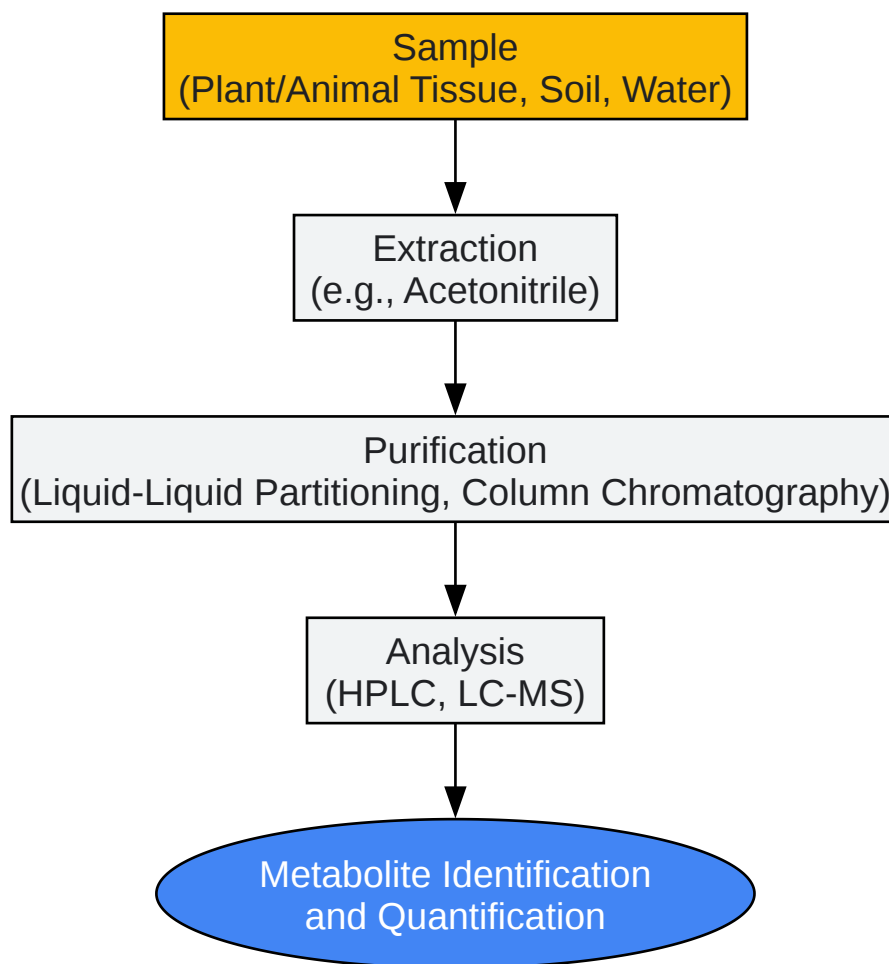 Sample
(Plant/Animal Tissue, Soil, Water)
Extraction
(e.g., Acetonitrile)
Purification
(Liquid-Liquid Partitioning, Column Chromatography)
Analysis
(HPLC, LC-MS)
Metabolite Identification
and Quantification